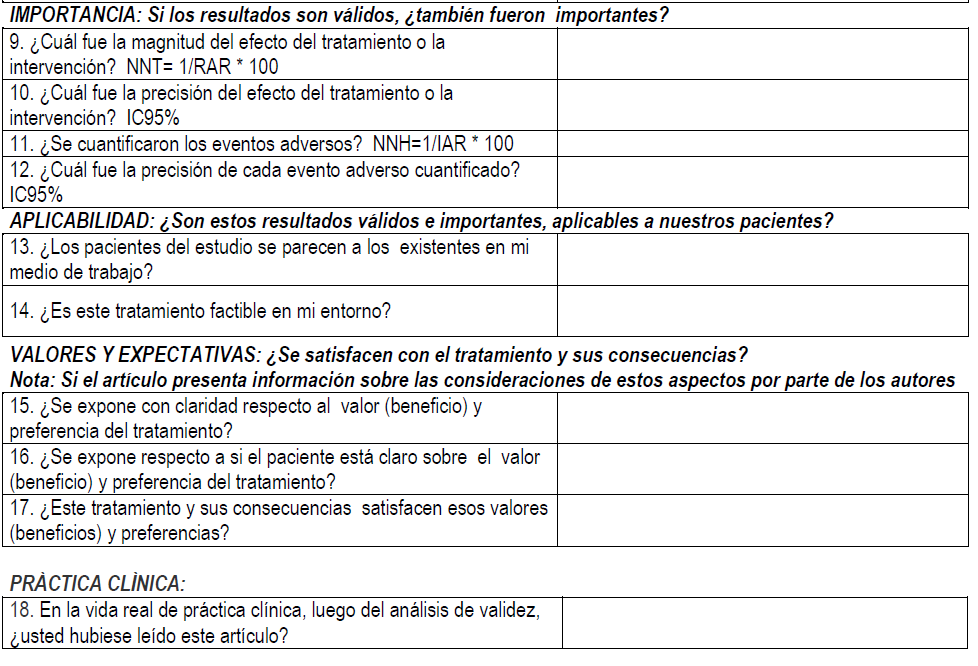 IMPORTANCIA: Si los resultados son válidos, ¿también fueron importantes?
9. ¿Cuál fue la magnitud del efecto del tratamiento o la
intervención? NNT= 1/RAR * 100
10. ¿Cuál fue la precisión del efecto del tratamiento o la
intervención? IC95%
11. ¿Se cuantificaron los eventos adversos? NNH=1/IAR * 100
12. ¿Cuál fue la precisión de cada evento adverso cuantificado?
IC95%
APLICABILIDAD: ¿Son estos resultados válidos e importantes, aplicables a nuestros pacientes?
13. ¿Los pacientes del estudio se parecen a los existentes en mi
medio de trabajo?
14. ¿Es este tratamiento factible en mi entorno?
VALORES Y EXPECTATIVAS: ¿Se satisfacen con el tratamiento y sus consecuencias?
Nota: Si el artículo presenta información sobre las consideraciones de estos aspectos por parte de los autores
15. ¿Se expone con claridad respecto al valor (beneficio) y
preferencia del tratamiento?
16. ¿Se expone respecto a si el paciente está claro sobre el valor
(beneficio) y preferencia del tratamiento?
17. ¿Este tratamiento y sus consecuencias satisfacen esos valores
(beneficios) y preferencias?
PRÀCTICA CLÌNICA:
18. En la vida real de práctica clínica, luego del análisis de validez,
¿usted hubiese leído este artículo?